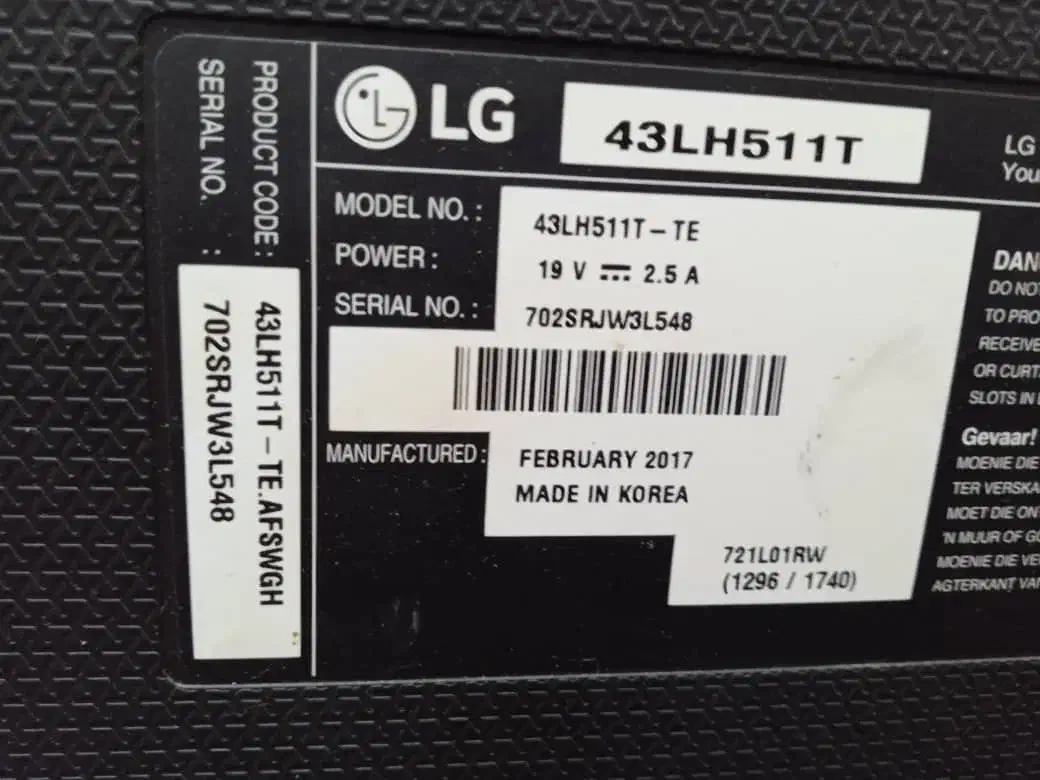 PRODUCT CODE : 43LH511T-TE.AFSWGH
SERIAL NO. : 702SRJW3L548
LG
43LH511T
LG
You
MODEL NO. : 43LH511T-TE
POWER : 19 V ⎓ 2.5 A
SERIAL NO. : 702SRJW3L548
MANUFACTURED : FEBRUARY 2017
MADE IN KOREA
721L01RW
(1296 / 1740)
DAN
DO NOT
TO PRO
RECEIVE
OR CURT
SLOTS IN
Gevaar!
MOENIE DIE
TER VERSKA
MOET DIE ON
'N MUUR OF GO
MOENIE DIE VE
AGTERKANT VAN